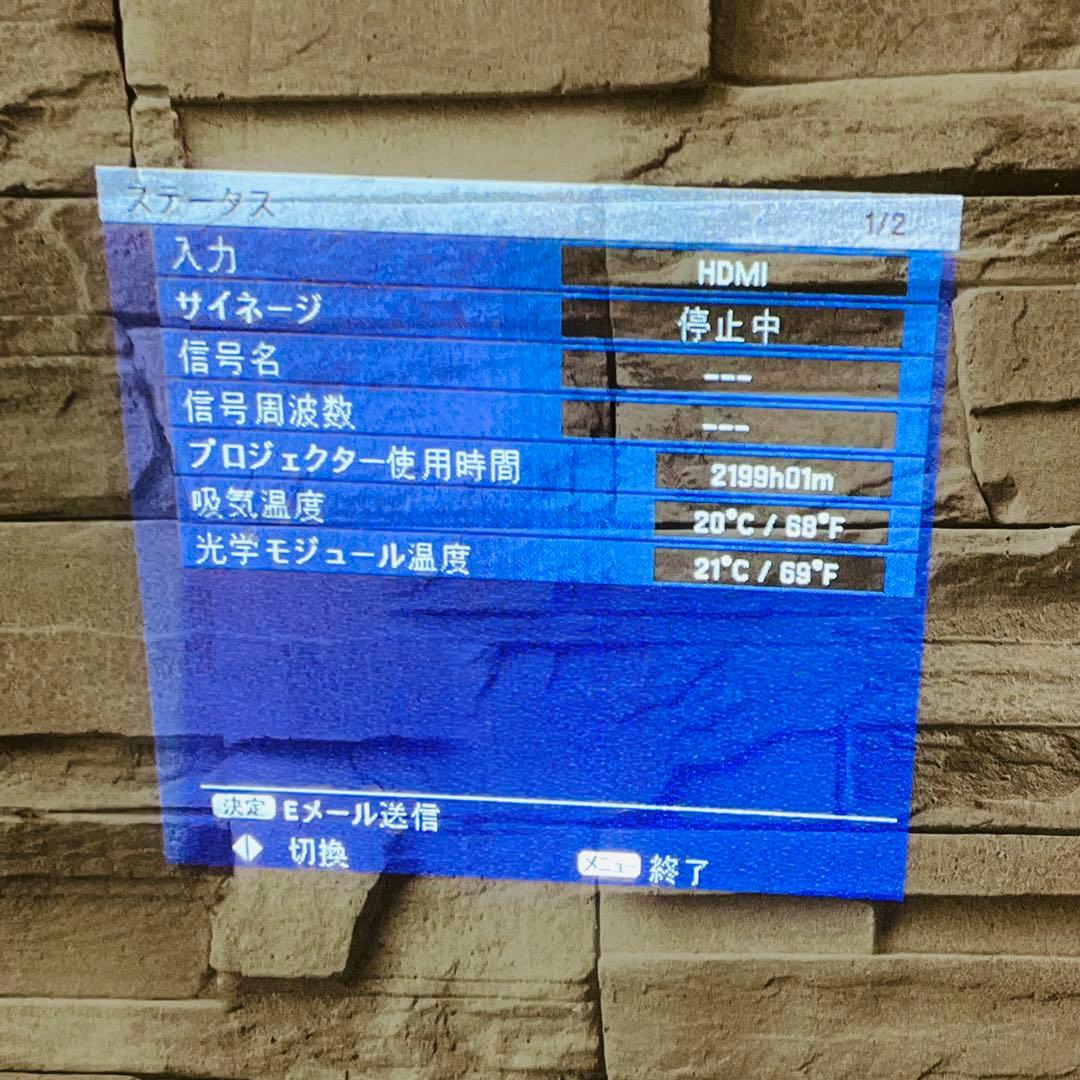 ステータス 1/2
入力 HDMI
サイネージ 停止中
信号名 ---
信号周波数 ---
プロジェクター使用時間 2199h01m
吸気温度 20°C / 68°F
光学モジュール温度 21°C / 69°F
決定 Eメール送信
切換 メニュー 終了